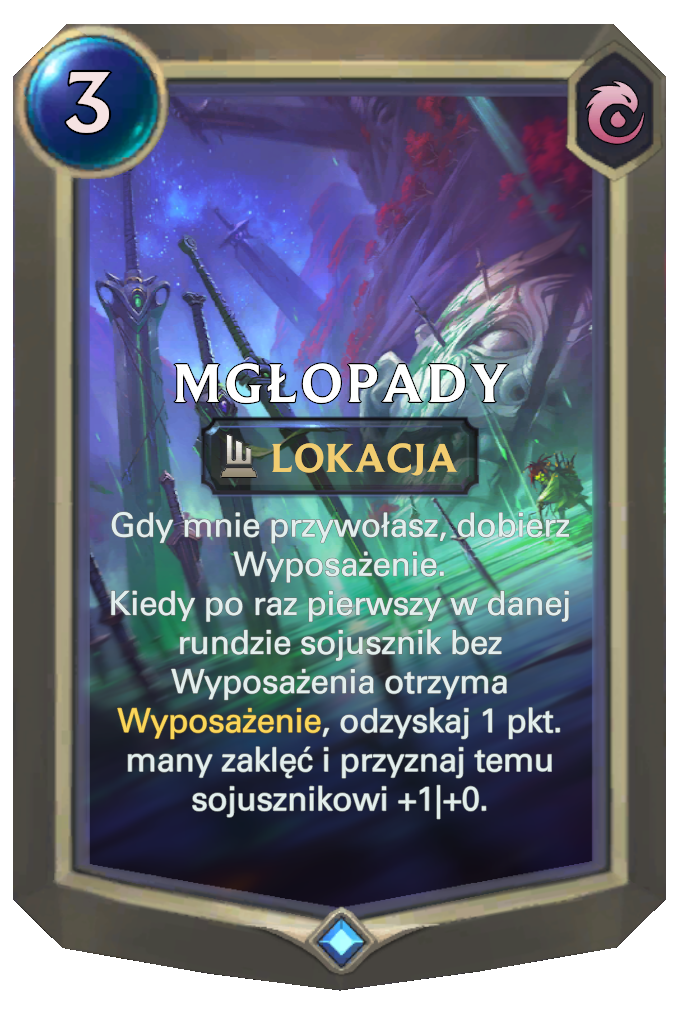 3
MGŁOPADY
LOKACJA
Gdy mnie przywołasz, dobierz
Wyposażenie.
Kiedy po raz pierwszy w danej
rundzie sojusznik bez
Wyposażenia otrzyma
Wyposażenie, odzyskaj 1 pkt.
many zaklęć i przyznaj temu
sojusznikowi +1|+0.